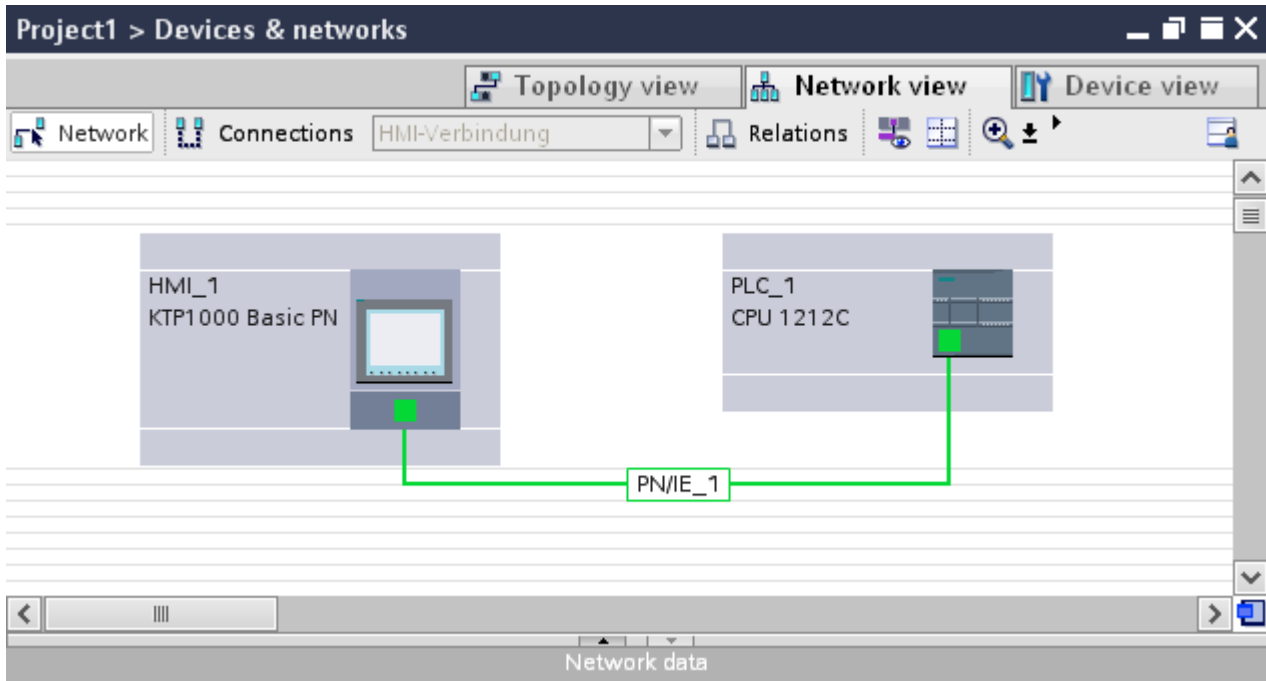 Project1 > Devices & networks
Topology view Network view Device view
Network Connections HMI-Verbindung Relations
HMI_1
KTP1000 Basic PN
PLC_1
CPU 1212C
PN/IE_1
Network data